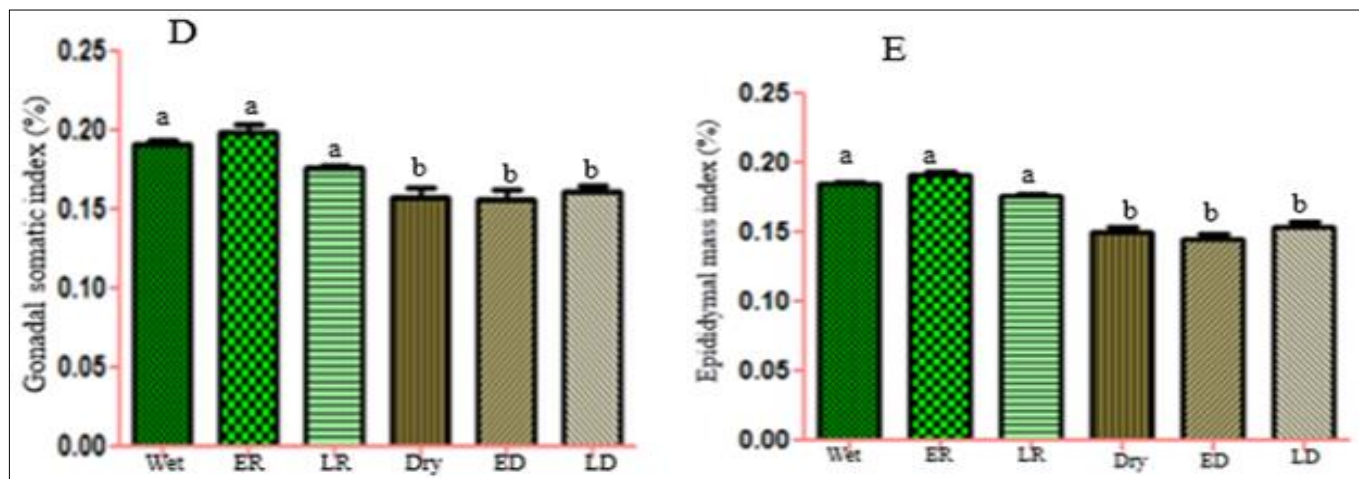 D
Gonadal somatic index (%)
0.25
0.20
0.15
0.10
0.05
0.00
a
a
a
b
b
b
Wet ER LR Dry ED LD
E
Epididymal mass index (%)
0.25
0.20
0.15
0.10
0.05
0.00
a
a
a
b
b
b
Wet ER LR Dry ED LD